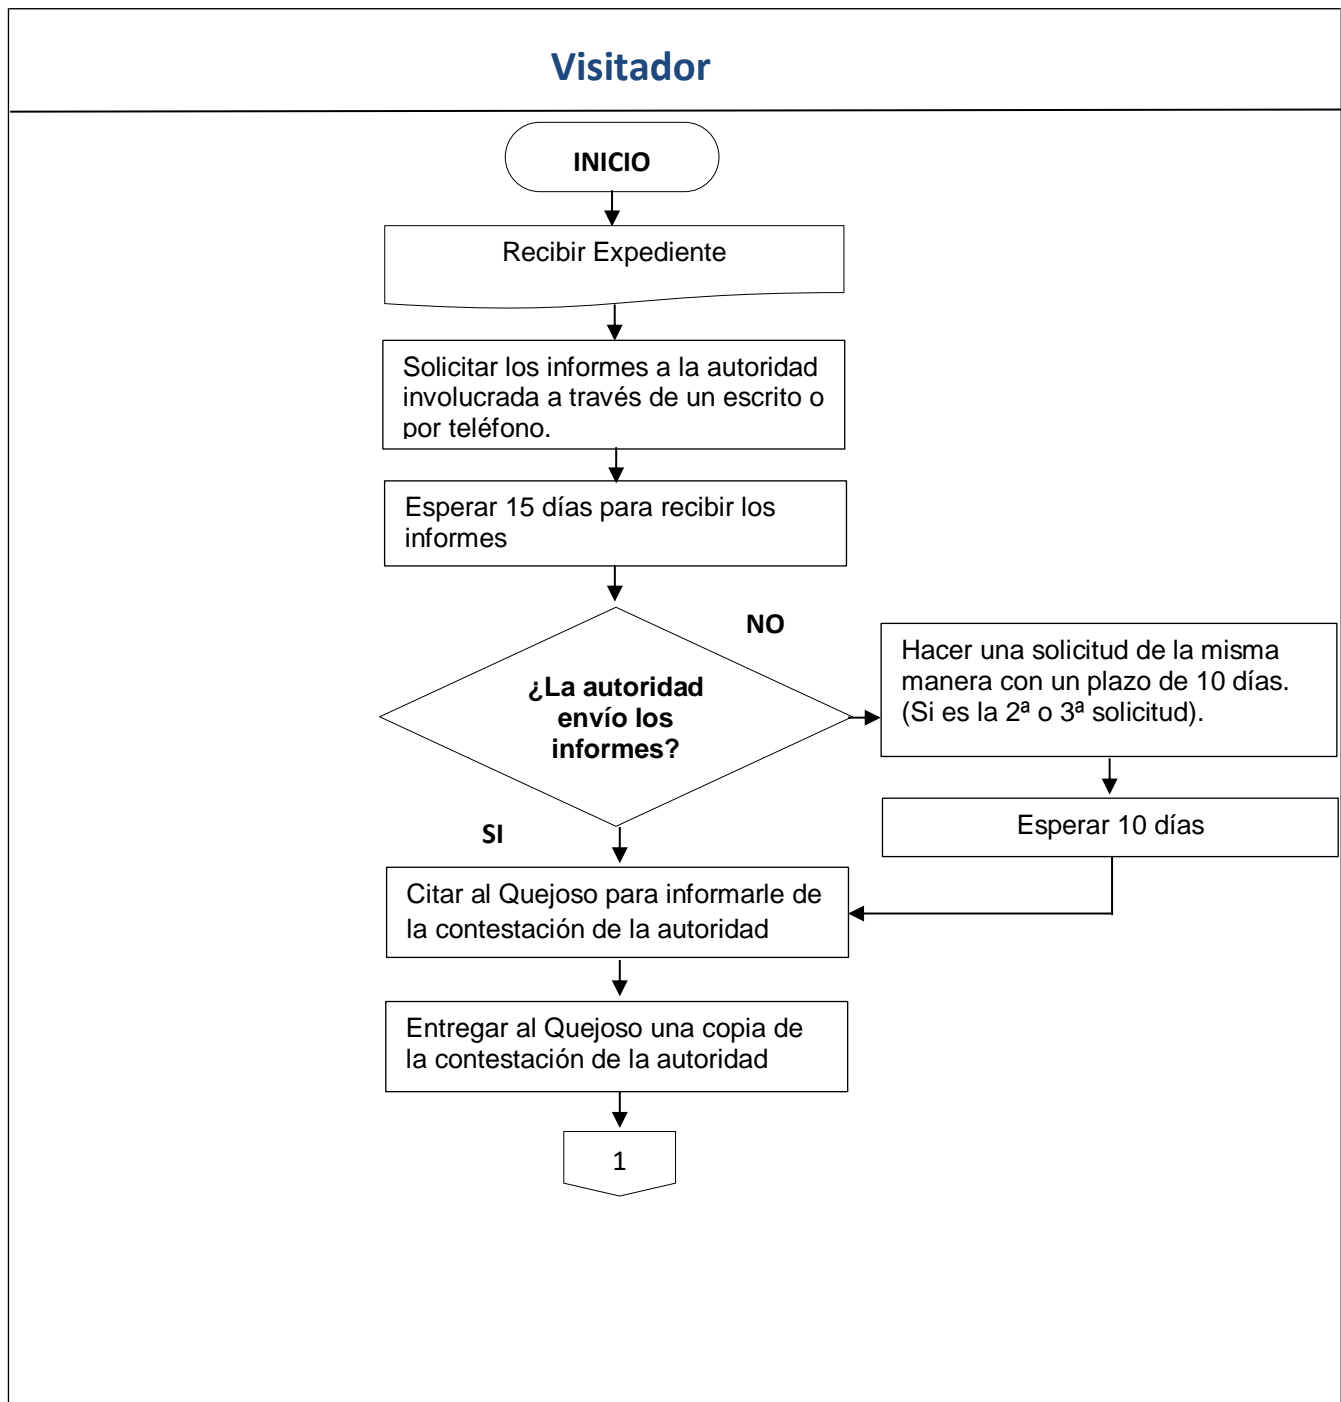 Visitador
INICIO
Recibir Expediente
Solicitar los informes a la autoridad
involucrada a través de un escrito o
por teléfono.
Esperar 15 días para recibir los
informes
NO
¿La autoridad
envío los
informes?
Hacer una solicitud de la misma
manera con un plazo de 10 días.
(Si es la 2ª o 3ª solicitud).
Esperar 10 días
SI
Citar al Quejoso para informarle de
la contestación de la autoridad
Entregar al Quejoso una copia de
la contestación de la autoridad
1